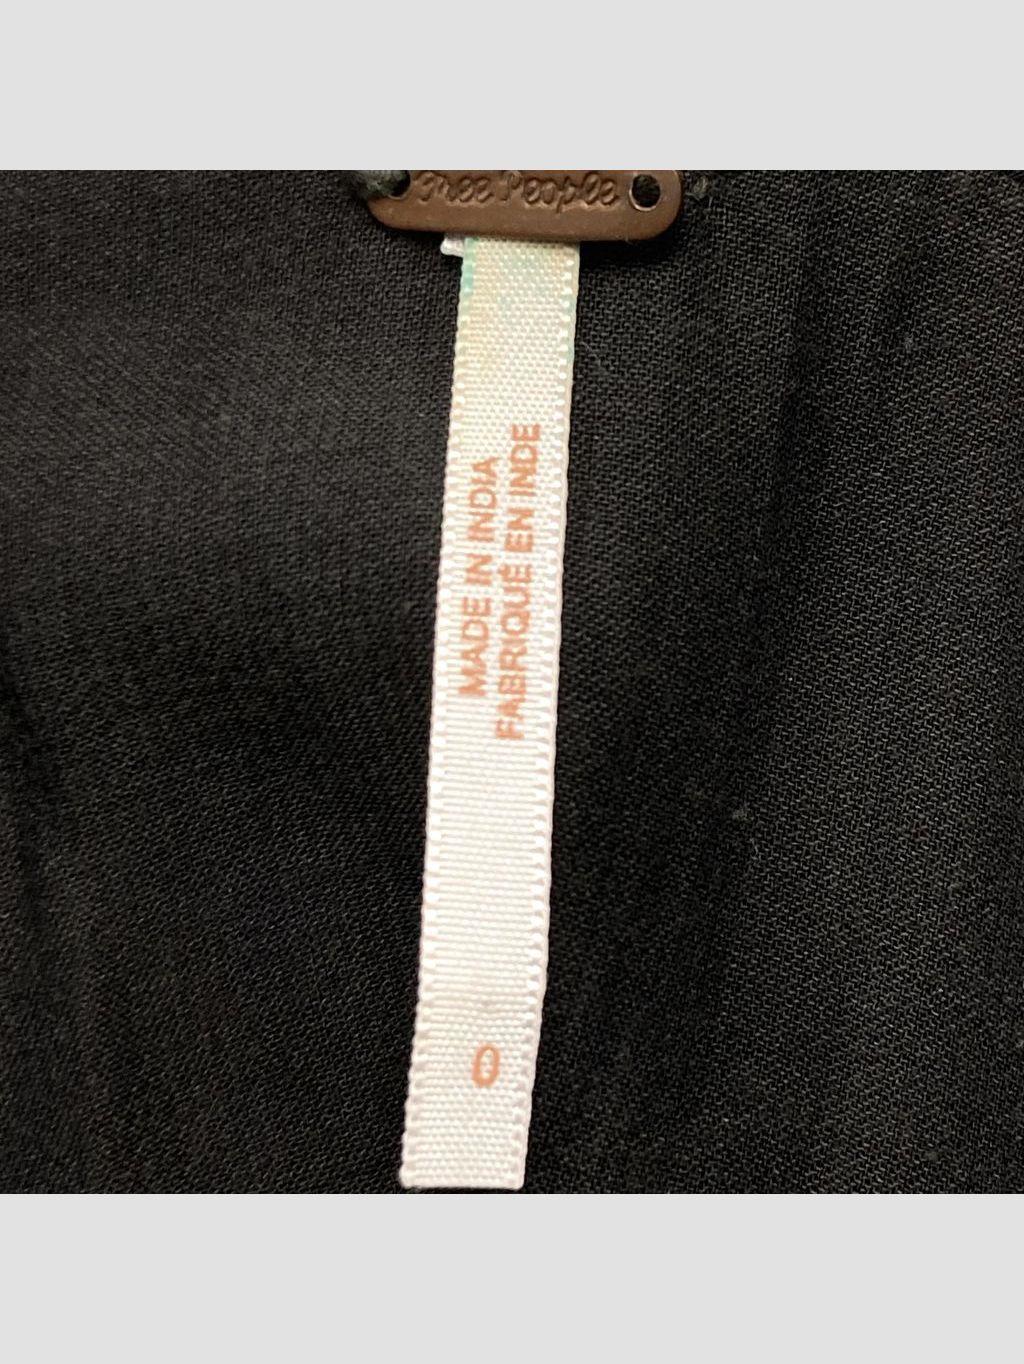 Free People
MADE IN INDIA
FABRIQUÉ EN INDE
0